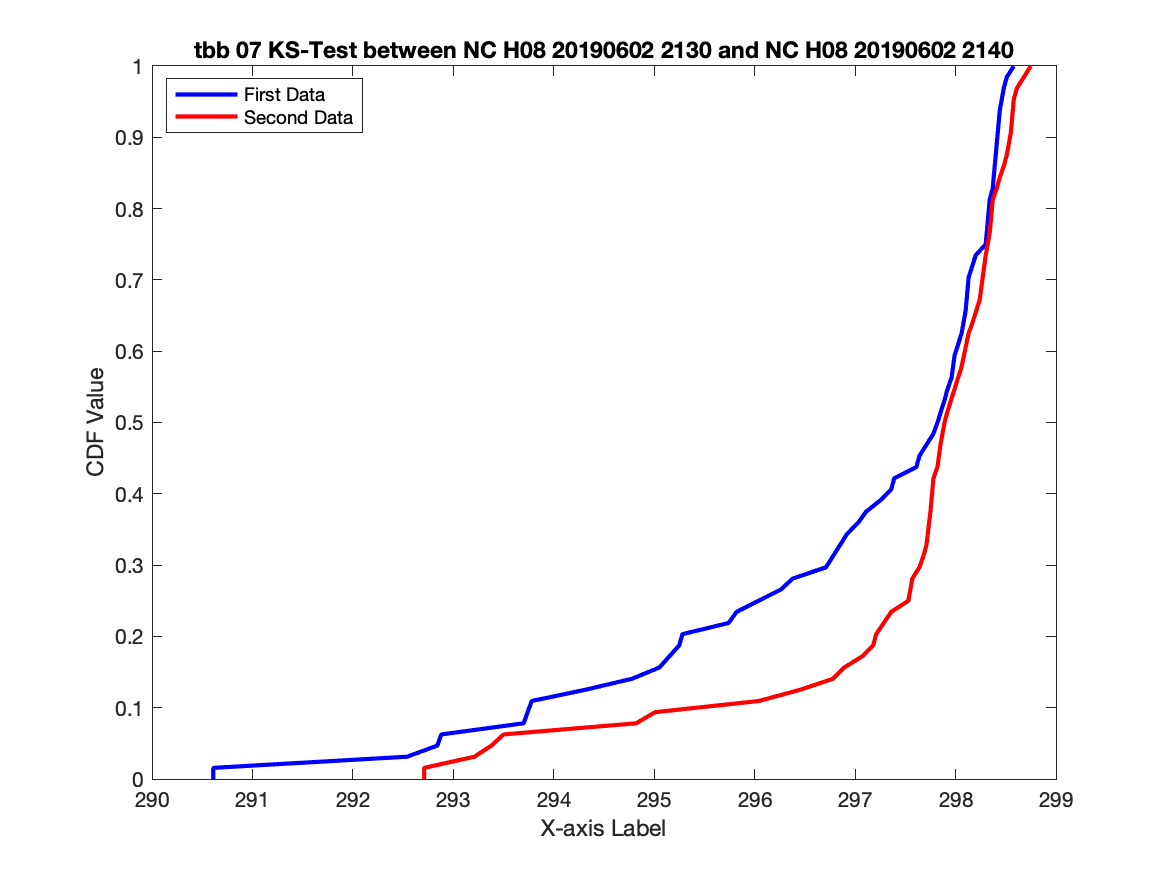 tbb 07 KS-Test between NC H08 20190602 2130 and NC H08 20190602 2140
First Data
Second Data
1
0.9
0.8
0.7
0.6
0.5
0.4
0.3
0.2
0.1
0
CDF Value
290 291 292 293 294 295 296 297 298 299
X-axis Label